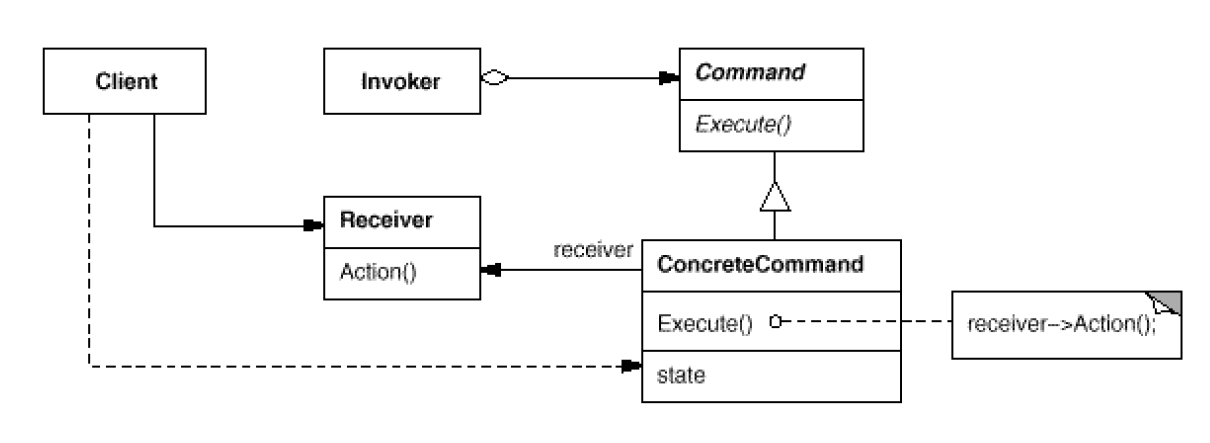 Client
Invoker
Command
Execute()
Receiver
Action()
receiver
ConcreteCommand
Execute()
state
receiver->Action();